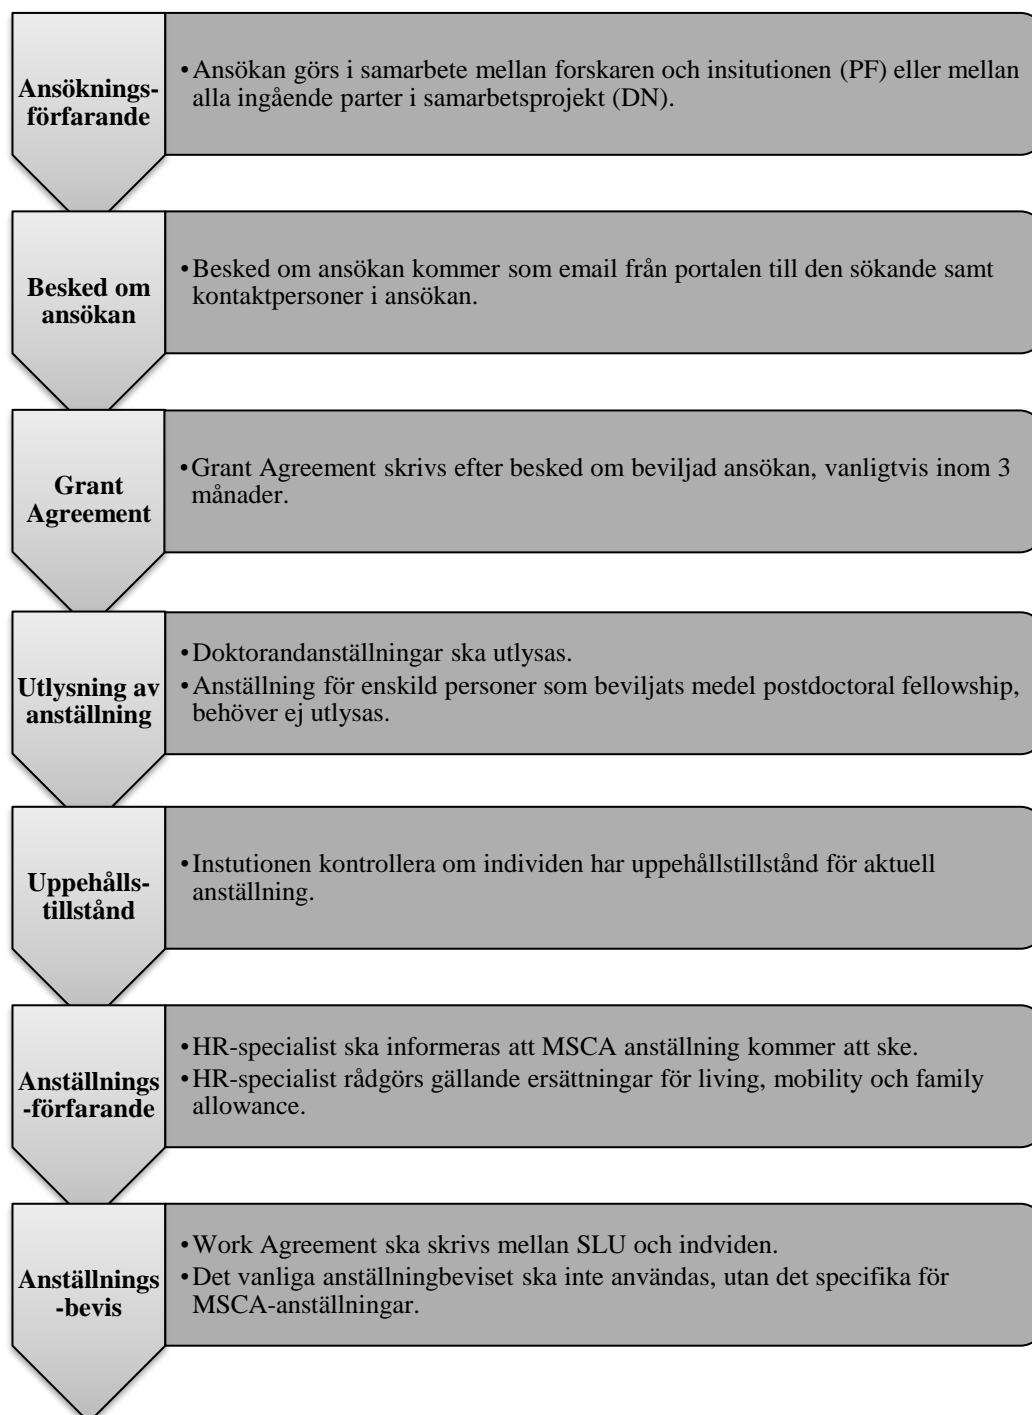 Ansöknings-
förfarande
•Ansökan görs i samarbete mellan forskaren och insitutionen (PF) eller mellan
alla ingående parter i samarbetsprojekt (DN).
Besked om
ansökan
•Besked om ansökan kommer som email från portalen till den sökande samt
kontaktpersoner i ansökan.
Grant
Agreement
•Grant Agreement skrivs efter besked om beviljad ansökan, vanligtvis inom 3
månader.
Utlysning av
anställning
•Doktorandanställningar ska utlysas.
•Anställning för enskild personer som beviljats medel postdoctoral fellowship,
behöver ej utlysas.
Uppehålls-
tillstånd
•Instutionen kontrollera om individen har uppehållstillstånd för aktuell
anställning.
Anställnings
-förfarande
•HR-specialist ska informeras att MSCA anställning kommer att ske.
•HR-specialist rådgörs gällande ersättningar för living, mobility och family
allowance.
Anställnings
-bevis
•Work Agreement ska skrivs mellan SLU och indviden.
•Det vanliga anställningbeviset ska inte användas, utan det specifika för
MSCA-anställningar.